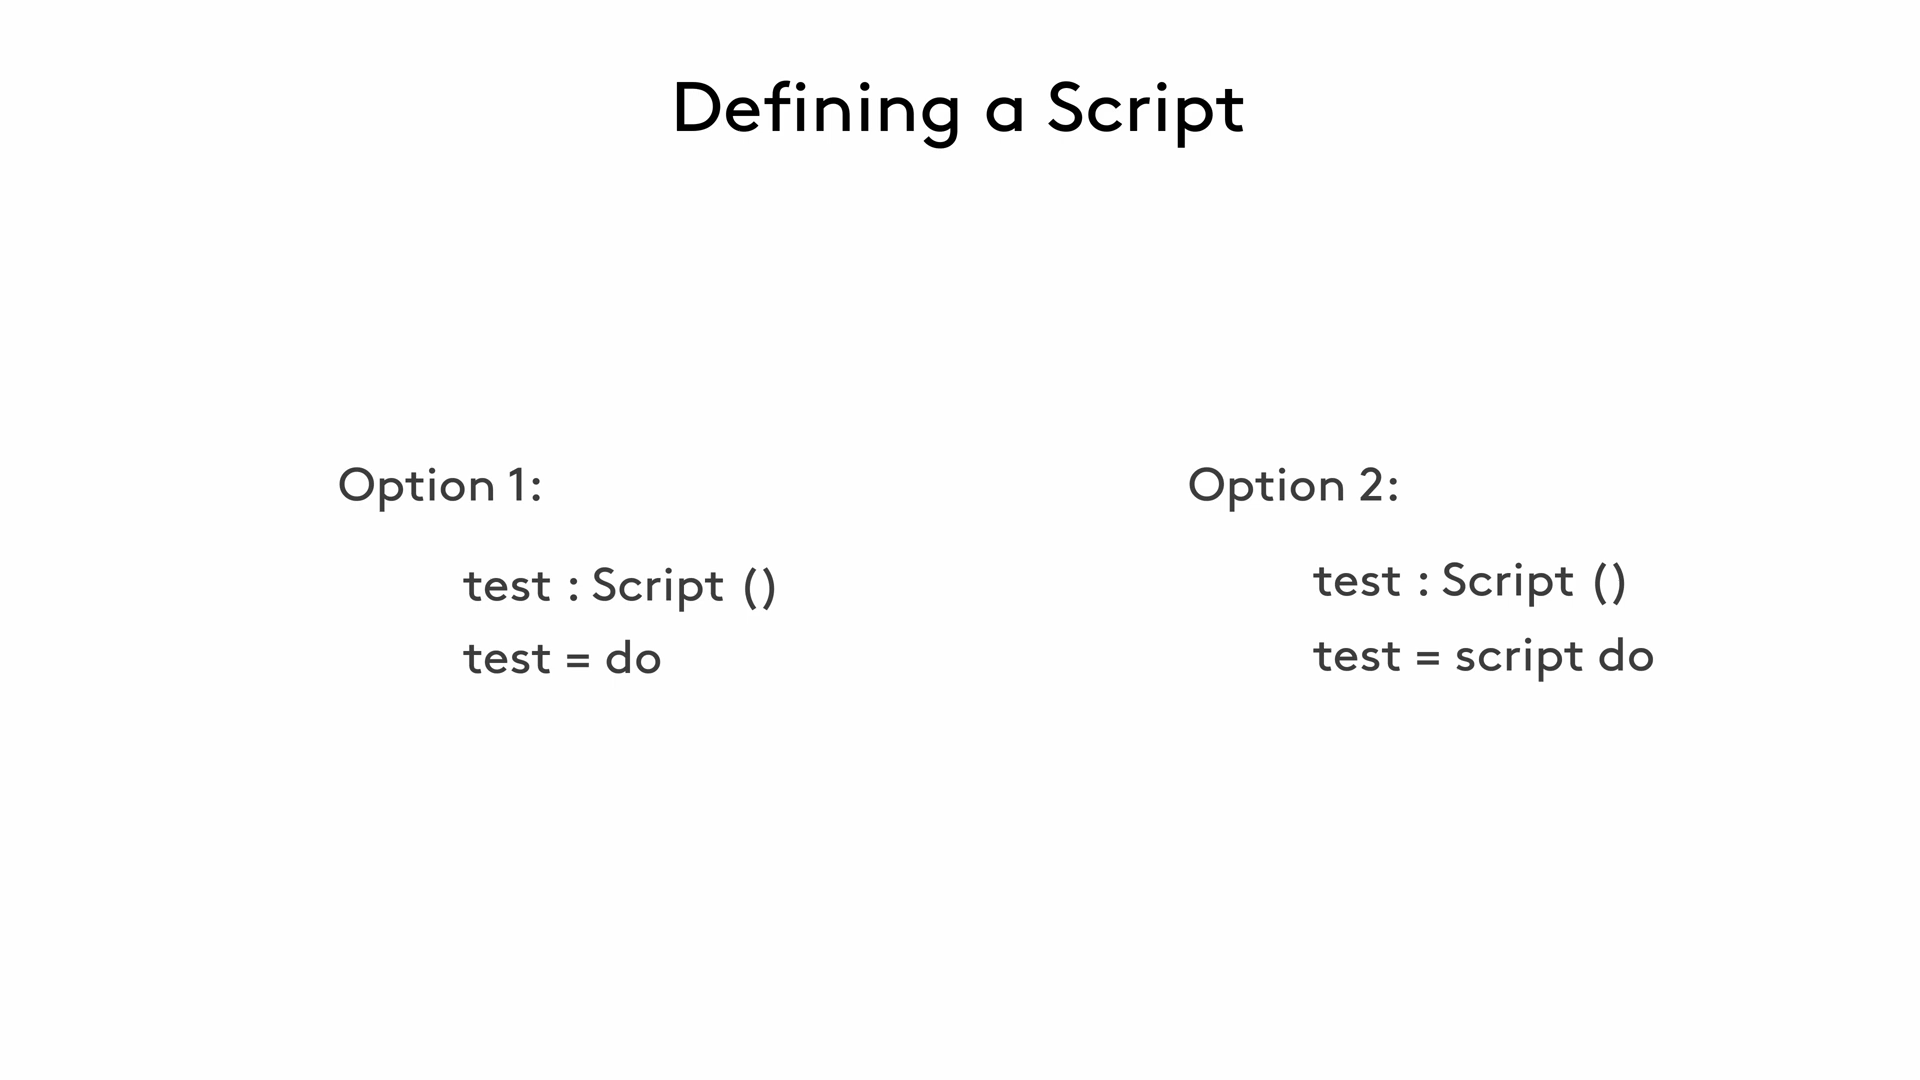 Defining a Script
Option 1:
test : Script ()
test = do
Option 2:
test : Script ()
test = script do